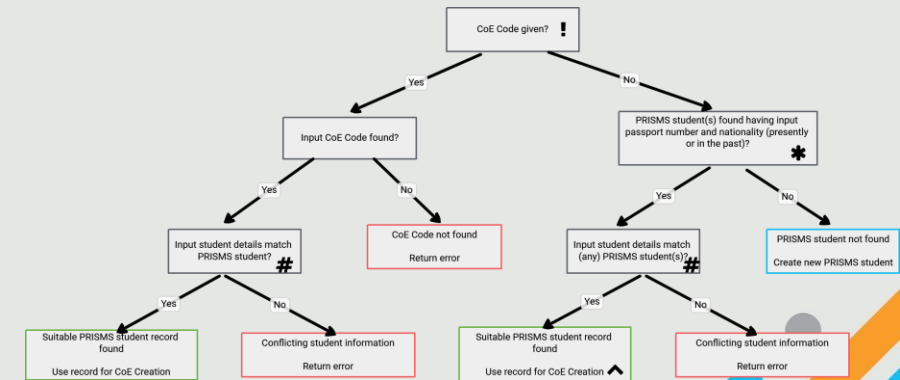 CoE Code given? !
Yes
No
Input CoE Code found?
PRISMS student(s) found having input
passport number and nationality (presently
or in the past)?
*
Yes
No
Yes
No
Input student details match
PRISMS student?
#
CoE Code not found
Return error
Input student details match
(any) PRISMS student(s)?
#
PRISMS student not found
Create new PRISMS student
Yes
No
Yes
No
Suitable PRISMS student record
found
Use record for CoE Creation
Conflicting student information
Return error
Suitable PRISMS student record
found
Use record for CoE Creation ^
Conflicting student information
Return error